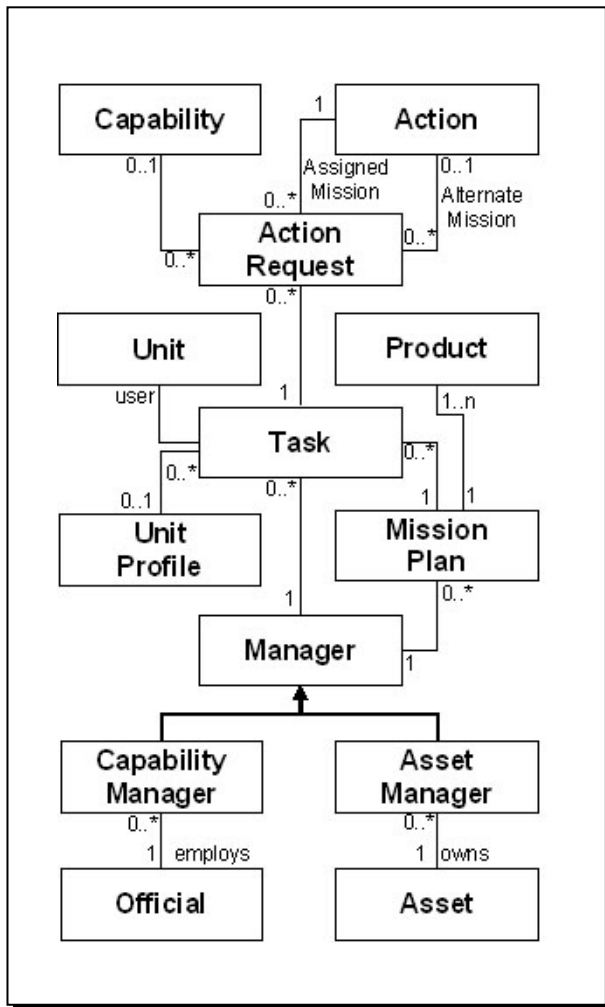 Capability
Action
1
0..1
Assigned
Mission
0..1
Alternate
Mission
0..*
0..*
0..*
Action
Request
0..*
Unit
Product
user
1
1..n
Task
0..*
0..*
0..*
0..1
1
1
Unit
Profile
Mission
Plan
0..*
1
Manager
1
Capability
Manager
Asset
Manager
0..*
0..*
1 employs
1 owns
Official
Asset